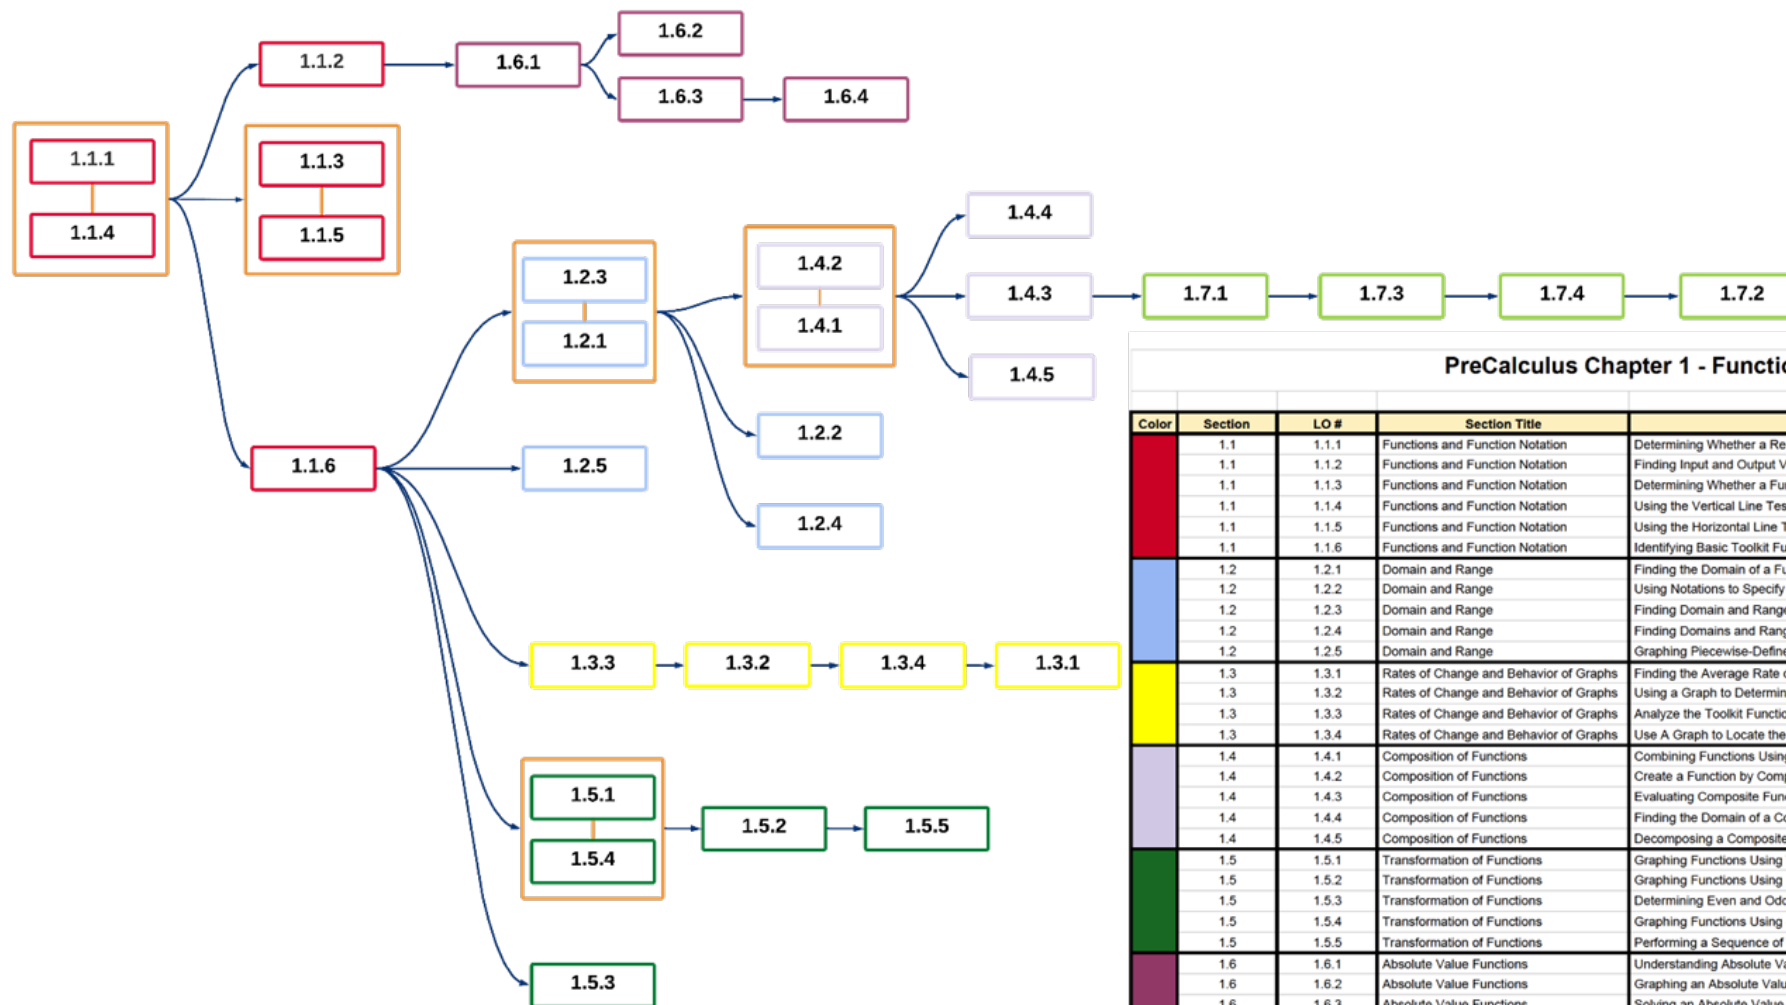 1.6.2
1.1.2
1.6.1
1.6.3
1.6.4
1.1.1
1.1.3
1.1.4
1.1.5
1.4.4
1.2.3
1.4.2
1.4.3
1.7.1
1.7.3
1.7.4
1.7.2
1.2.1
1.4.1
1.4.5
1.2.2
1.1.6
1.2.5
1.2.4
1.3.3
1.3.2
1.3.4
1.3.1
1.5.1
1.5.2
1.5.5
1.5.4
1.5.3
PreCalculus Chapter 1 - Functio
Color Section LO # Section Title
1.1 1.1.1 Functions and Function Notation Determining Whether a Re
1.1 1.1.2 Functions and Function Notation Finding Input and Output V
1.1 1.1.3 Functions and Function Notation Determining Whether a Fu
1.1 1.1.4 Functions and Function Notation Using the Vertical Line Tes
1.1 1.1.5 Functions and Function Notation Using the Horizontal Line T
1.1 1.1.6 Functions and Function Notation Identifying Basic Toolkit Fu
1.2 1.2.1 Domain and Range Finding the Domain of a Fu
1.2 1.2.2 Domain and Range Using Notations to Specify
1.2 1.2.3 Domain and Range Finding Domain and Range
1.2 1.2.4 Domain and Range Finding Domains and Rang
1.2 1.2.5 Domain and Range Graphing Piecewise-Define
1.3 1.3.1 Rates of Change and Behavior of Graphs Finding the Average Rate
1.3 1.3.2 Rates of Change and Behavior of Graphs Using a Graph to Determin
1.3 1.3.3 Rates of Change and Behavior of Graphs Analyze the Toolkit Functio
1.3 1.3.4 Rates of Change and Behavior of Graphs Use A Graph to Locate the
1.4 1.4.1 Composition of Functions Combining Functions Using
1.4 1.4.2 Composition of Functions Create a Function by Comp
1.4 1.4.3 Composition of Functions Evaluating Composite Fun
1.4 1.4.4 Composition of Functions Finding the Domain of a Co
1.4 1.4.5 Composition of Functions Decomposing a Composite
1.5 1.5.1 Transformation of Functions Graphing Functions Using
1.5 1.5.2 Transformation of Functions Graphing Functions Using
1.5 1.5.3 Transformation of Functions Determining Even and Odd
1.5 1.5.4 Transformation of Functions Graphing Functions Using
1.5 1.5.5 Transformation of Functions Performing a Sequence of
1.6 1.6.1 Absolute Value Functions Understanding Absolute Va
1.6 1.6.2 Absolute Value Functions Graphing an Absolute Valu
1.6 1.6.3 Absolute Value Functions Solving an Absolute Value